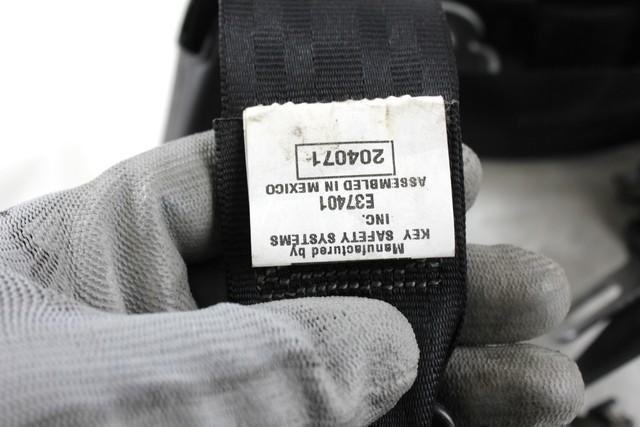 Manufactured by
KEY SAFETY SYSTEMS
INC.
E37401
ASSEMBLED IN MEXICO
204071